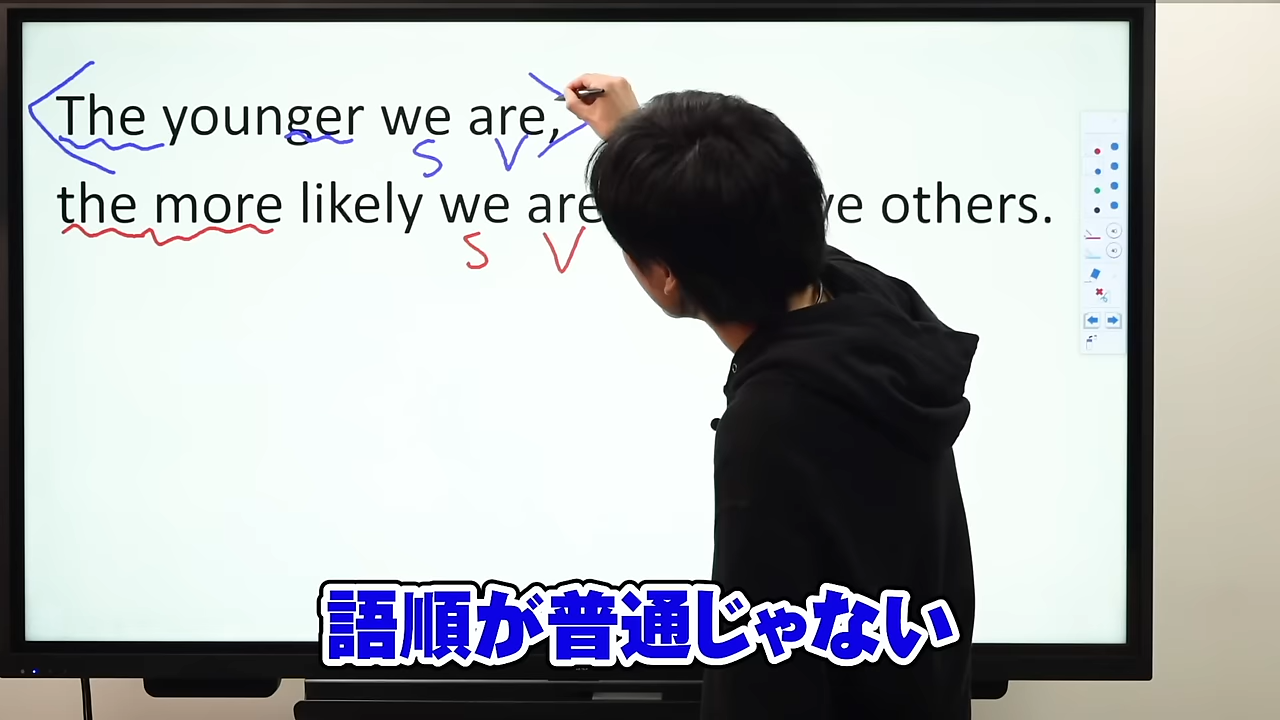 The younger we are,
S V
the more likely we are ve others.
S V
語順が普通じゃない